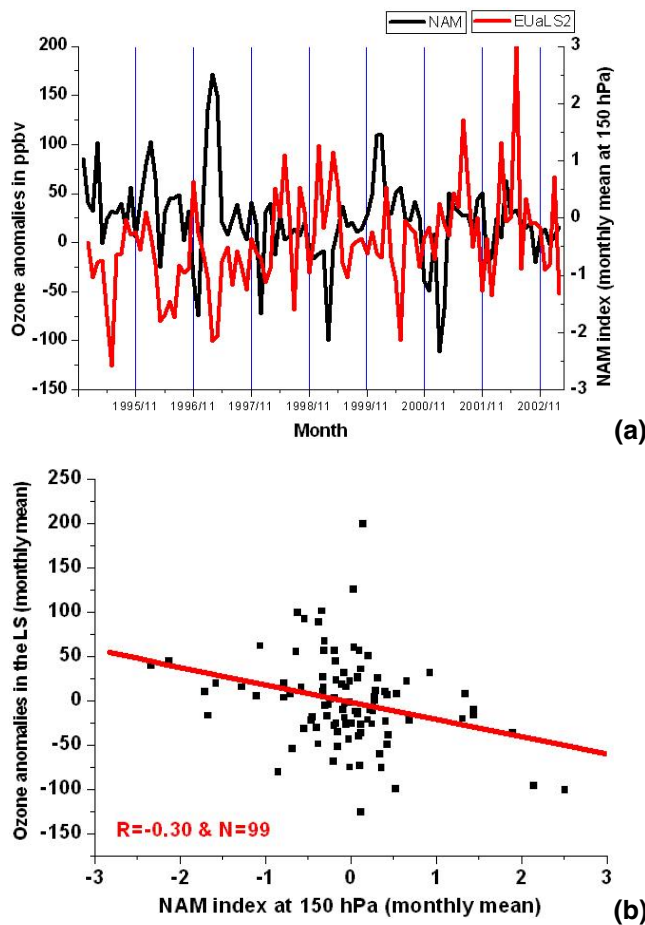 NAM EUaLS2
200
150
100
50
0
-50
-100
-150
Ozone anomalies in ppbv
3
2
1
0
-1
-2
-3
NAM index (monthly mean at 150 hPa)
1995/11 1996/11 1997/11 1998/11 1999/11 2000/11 2001/11 2002/11
Month
(a)
250
200
150
100
50
0
-50
-100
-150
Ozone anomalies in the LS (monthly mean)
R=-0.30 & N=99
-3 -2 -1 0 1 2 3
NAM index at 150 hPa (monthly mean)
(b)